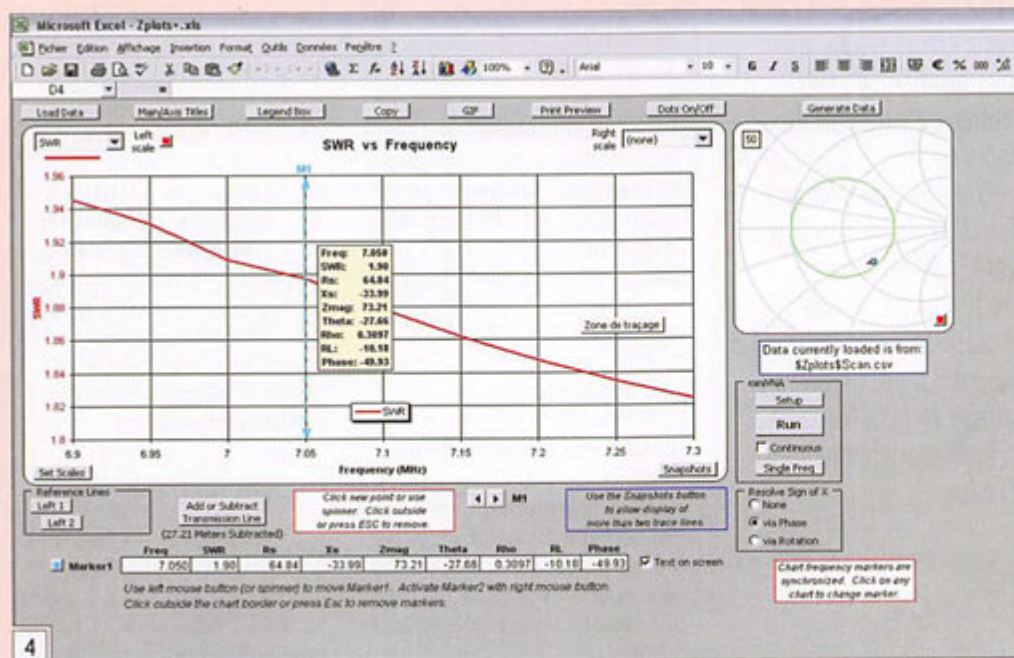 Microsoft Excel - Zplots+.xls
Fichier Edition Affichage Insertion Format Outils Données Fenêtre ?
100% Arial 10 G I S € % 000
D4 =
Load Data Main/Axis Titles Legend Box Copy GIF Print Preview Dots On/Off Generate Data
SWR Left scale SWR vs Frequency Right scale (none)
50
M1
1.96
1.94
1.92
1.9
1.88
1.86
1.84
1.82
1.8
SWR
Freq: 7.050
SWR: 1.90
Rs: 64.84
Xs: -33.99
Zmag: 73.21
Theta: -27.66
Rho: 0.3097
RL: -10.18
Phase: -49.93
Zone de traçage
SWR
6.9 6.95 7 7.05 7.1 7.15 7.2 7.25 7.3
Set Scales Frequency (MHz) Snapshots
Data currently loaded is from:
$Zplots$Scan.csv
Setup
Run
Continuous
Single Freq
Resolve Sign of X
None
via Phase
via Rotation
Reference Lines
Left 1
Left 2
Add or Subtract
Transmission Line
(27.21 Meters Subtracted)
Click new point or use
spinner. Click outside
or press ESC to remove.
M1
Use the Snapshots button
to allow display of
more than two trace lines.
Freq SWR Rs Xs Zmag Theta Rho RL Phase
Marker1 7.050 1.90 64.84 -33.99 73.21 -27.66 0.3097 -10.18 -49.93 Text on screen
Use left mouse button (or spinner) to move Marker1. Activate Marker2 with right mouse button.
Click outside the chart border or press Esc to remove markers.
Chart frequency markers are
synchronized. Click on any
chart to change marker.
4